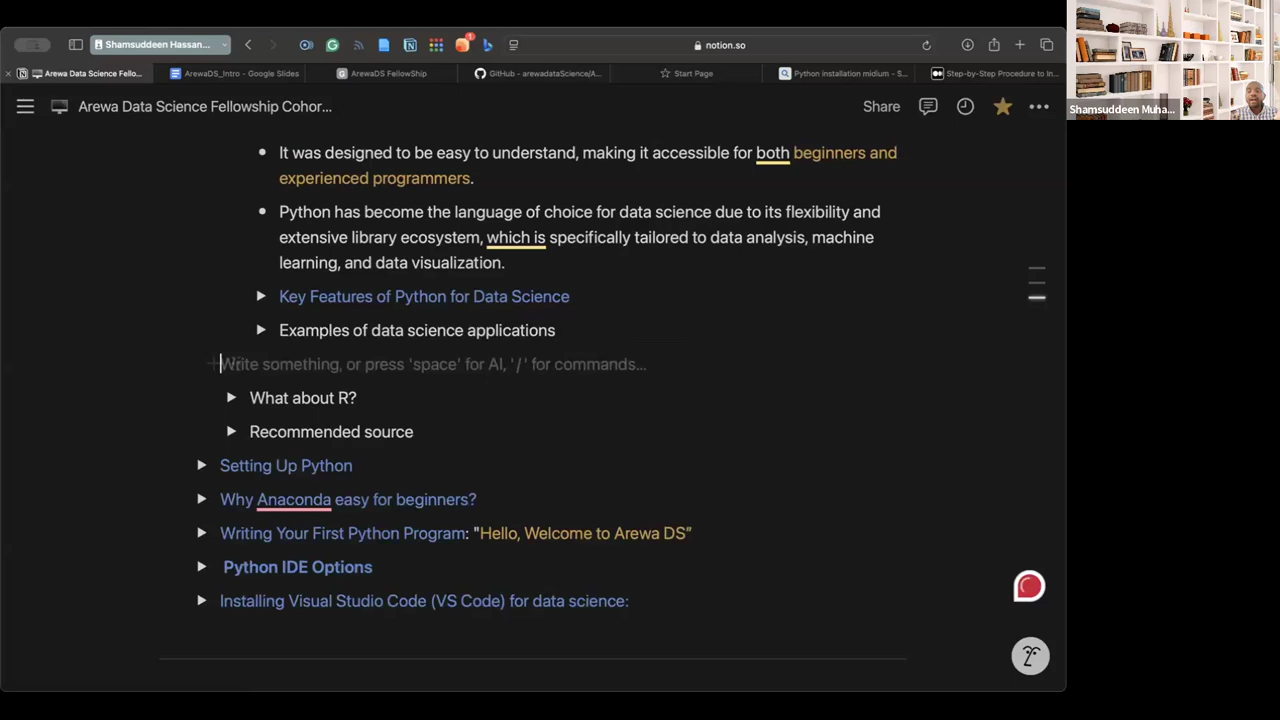 Shamsuddeen Hassan...
notion.so
1
Arewa Data Science Fello...
ArewaDS_Intro - Google Slides
ArewaDS FellowShip
GitHub - arewadataScience/A...
Start Page
Python installation midium - S...
Step-by-Step Procedure to In...
Arewa Data Science Fellowship Cohor...
Share
Shamsuddeen Muha...
It was designed to be easy to understand, making it accessible for both beginners and
experienced programmers.
Python has become the language of choice for data science due to its flexibility and
extensive library ecosystem, which is specifically tailored to data analysis, machine
learning, and data visualization.
Key Features of Python for Data Science
Examples of data science applications
Write something, or press 'space' for AI, '/' for commands...
What about R?
Recommended source
Setting Up Python
Why Anaconda easy for beginners?
Writing Your First Python Program: "Hello, Welcome to Arewa DS"
Python IDE Options
Installing Visual Studio Code (VS Code) for data science: